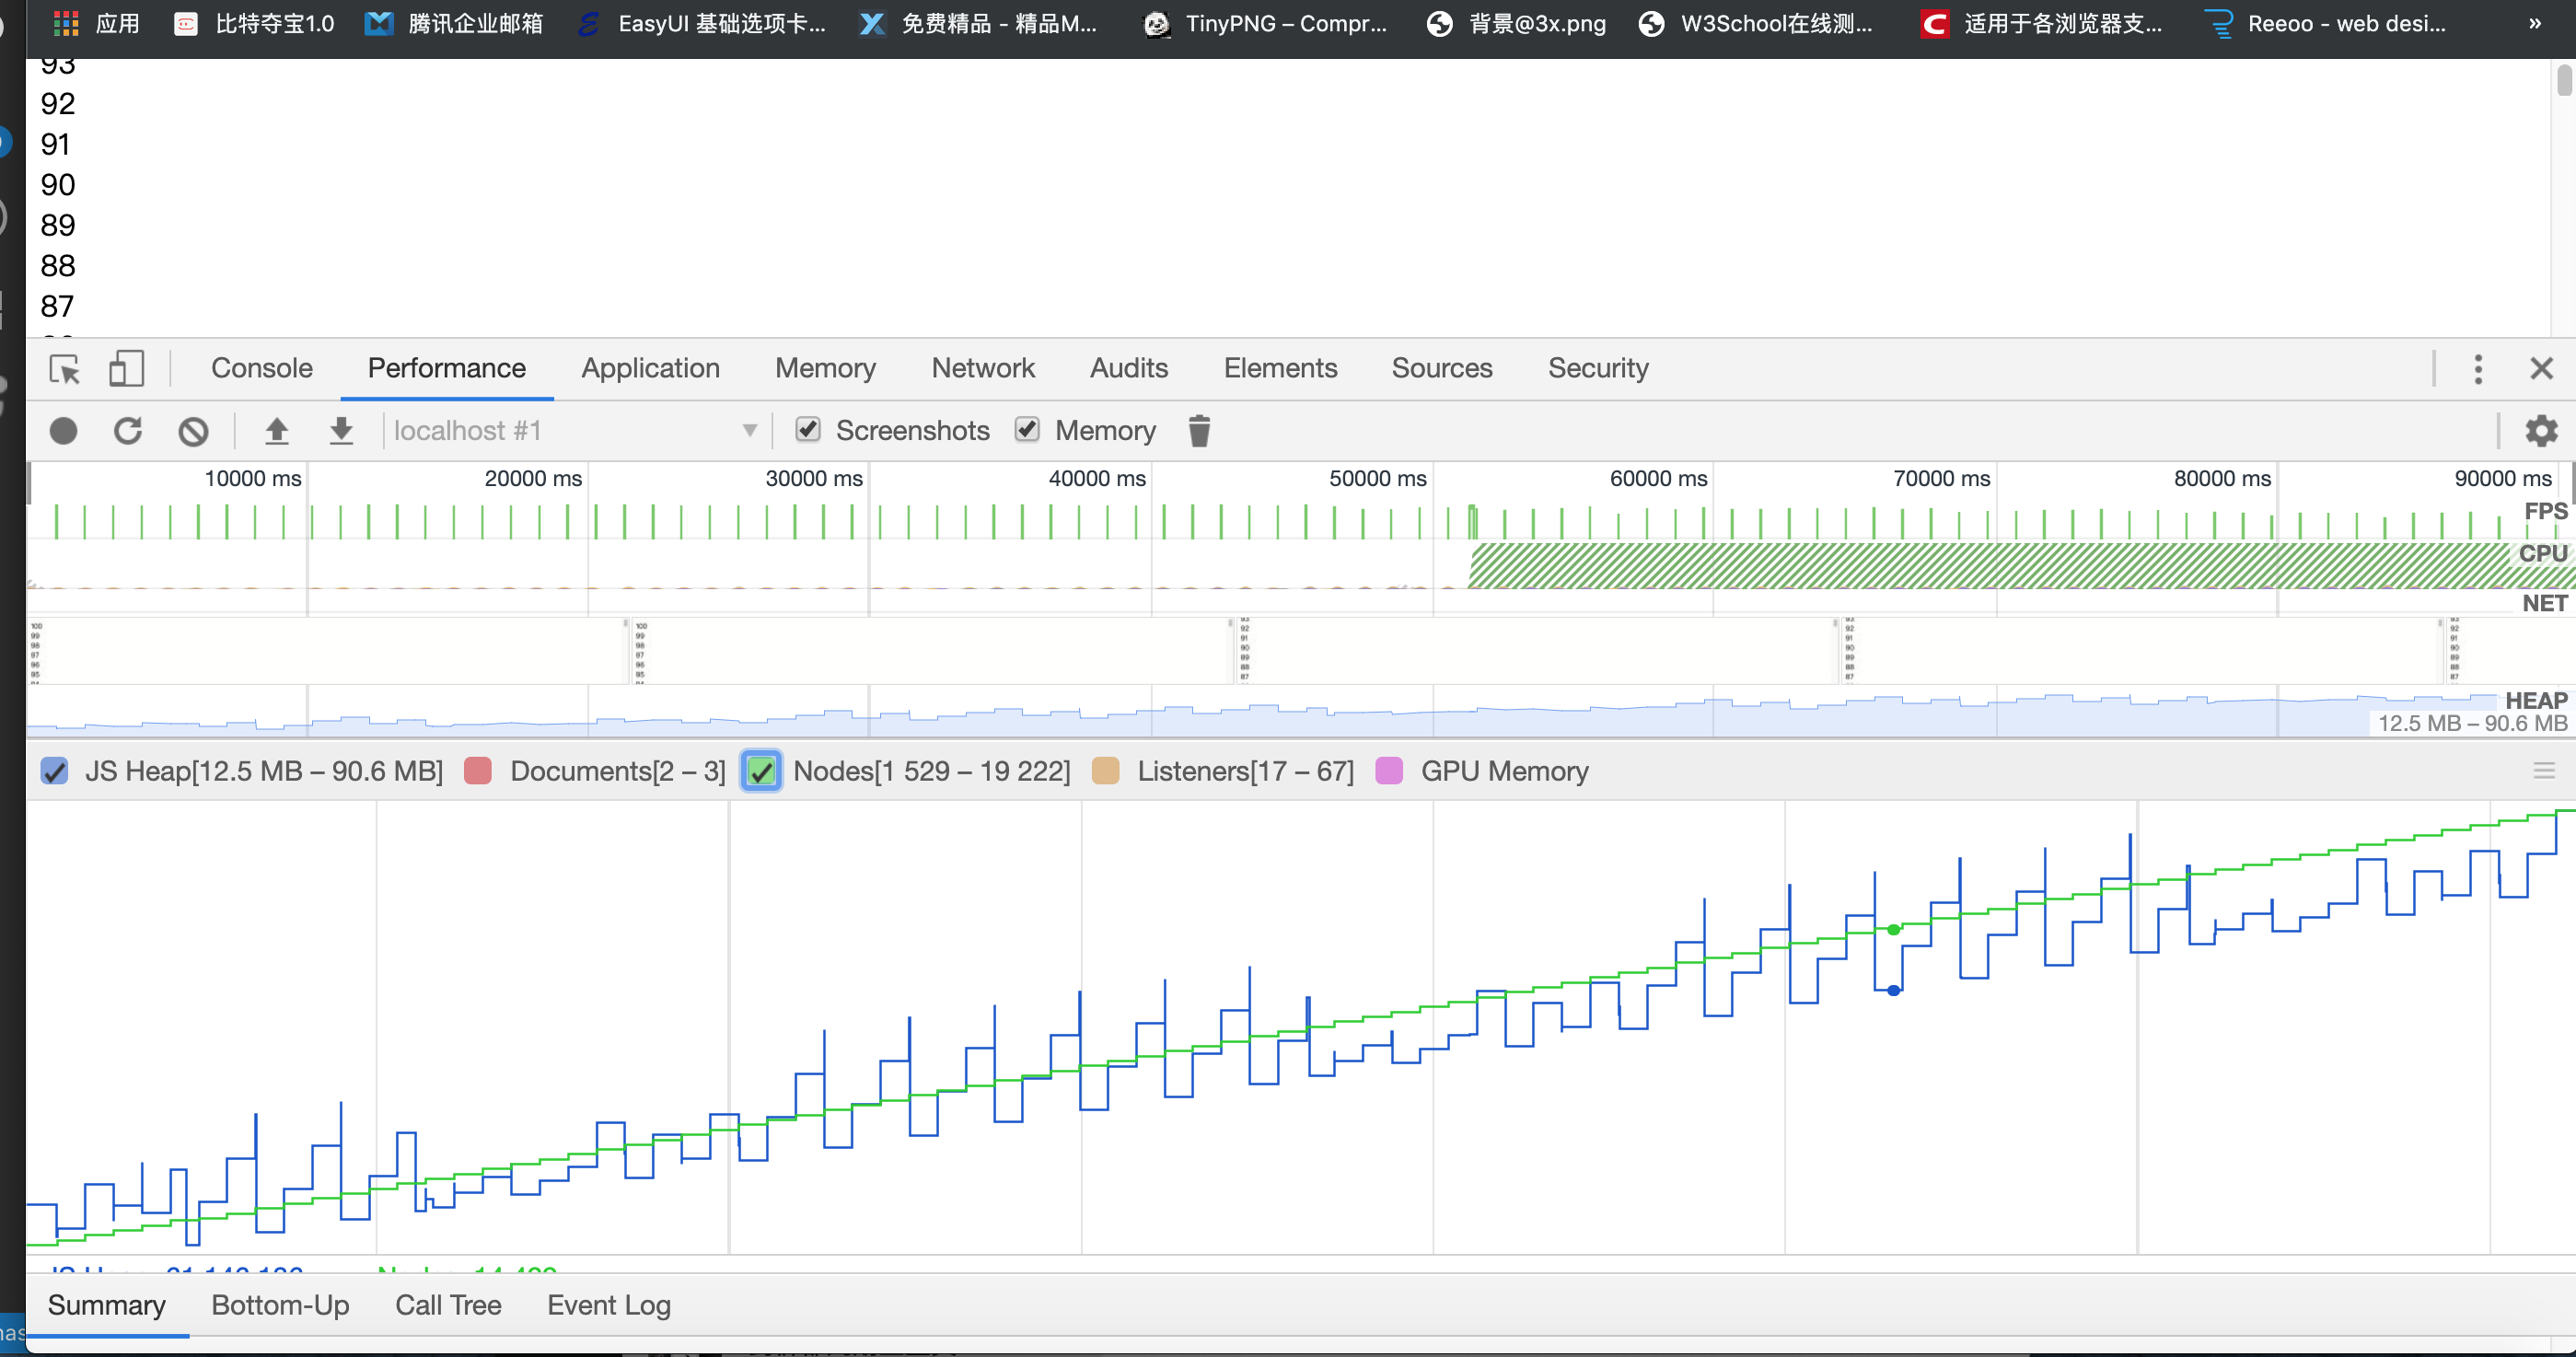 应用 比特夺宝1.0 腾讯企业邮箱 EasyUI 基础选项卡... 免费精品 - 精品M... TinyPNG – Compr... 背景@3x.png W3School在线测... 适用于各浏览器支... Reeoo - web desi... »
93
92
91
90
89
88
87
Console Performance Application Memory Network Audits Elements Sources Security
localhost #1 Screenshots Memory
10000 ms 20000 ms 30000 ms 40000 ms 50000 ms 60000 ms 70000 ms 80000 ms 90000 ms
FPS
CPU
NET
HEAP
12.5 MB – 90.6 MB
JS Heap[12.5 MB – 90.6 MB] Documents[2 – 3] Nodes[1 529 – 19 222] Listeners[17 – 67] GPU Memory
Summary Bottom-Up Call Tree Event Log